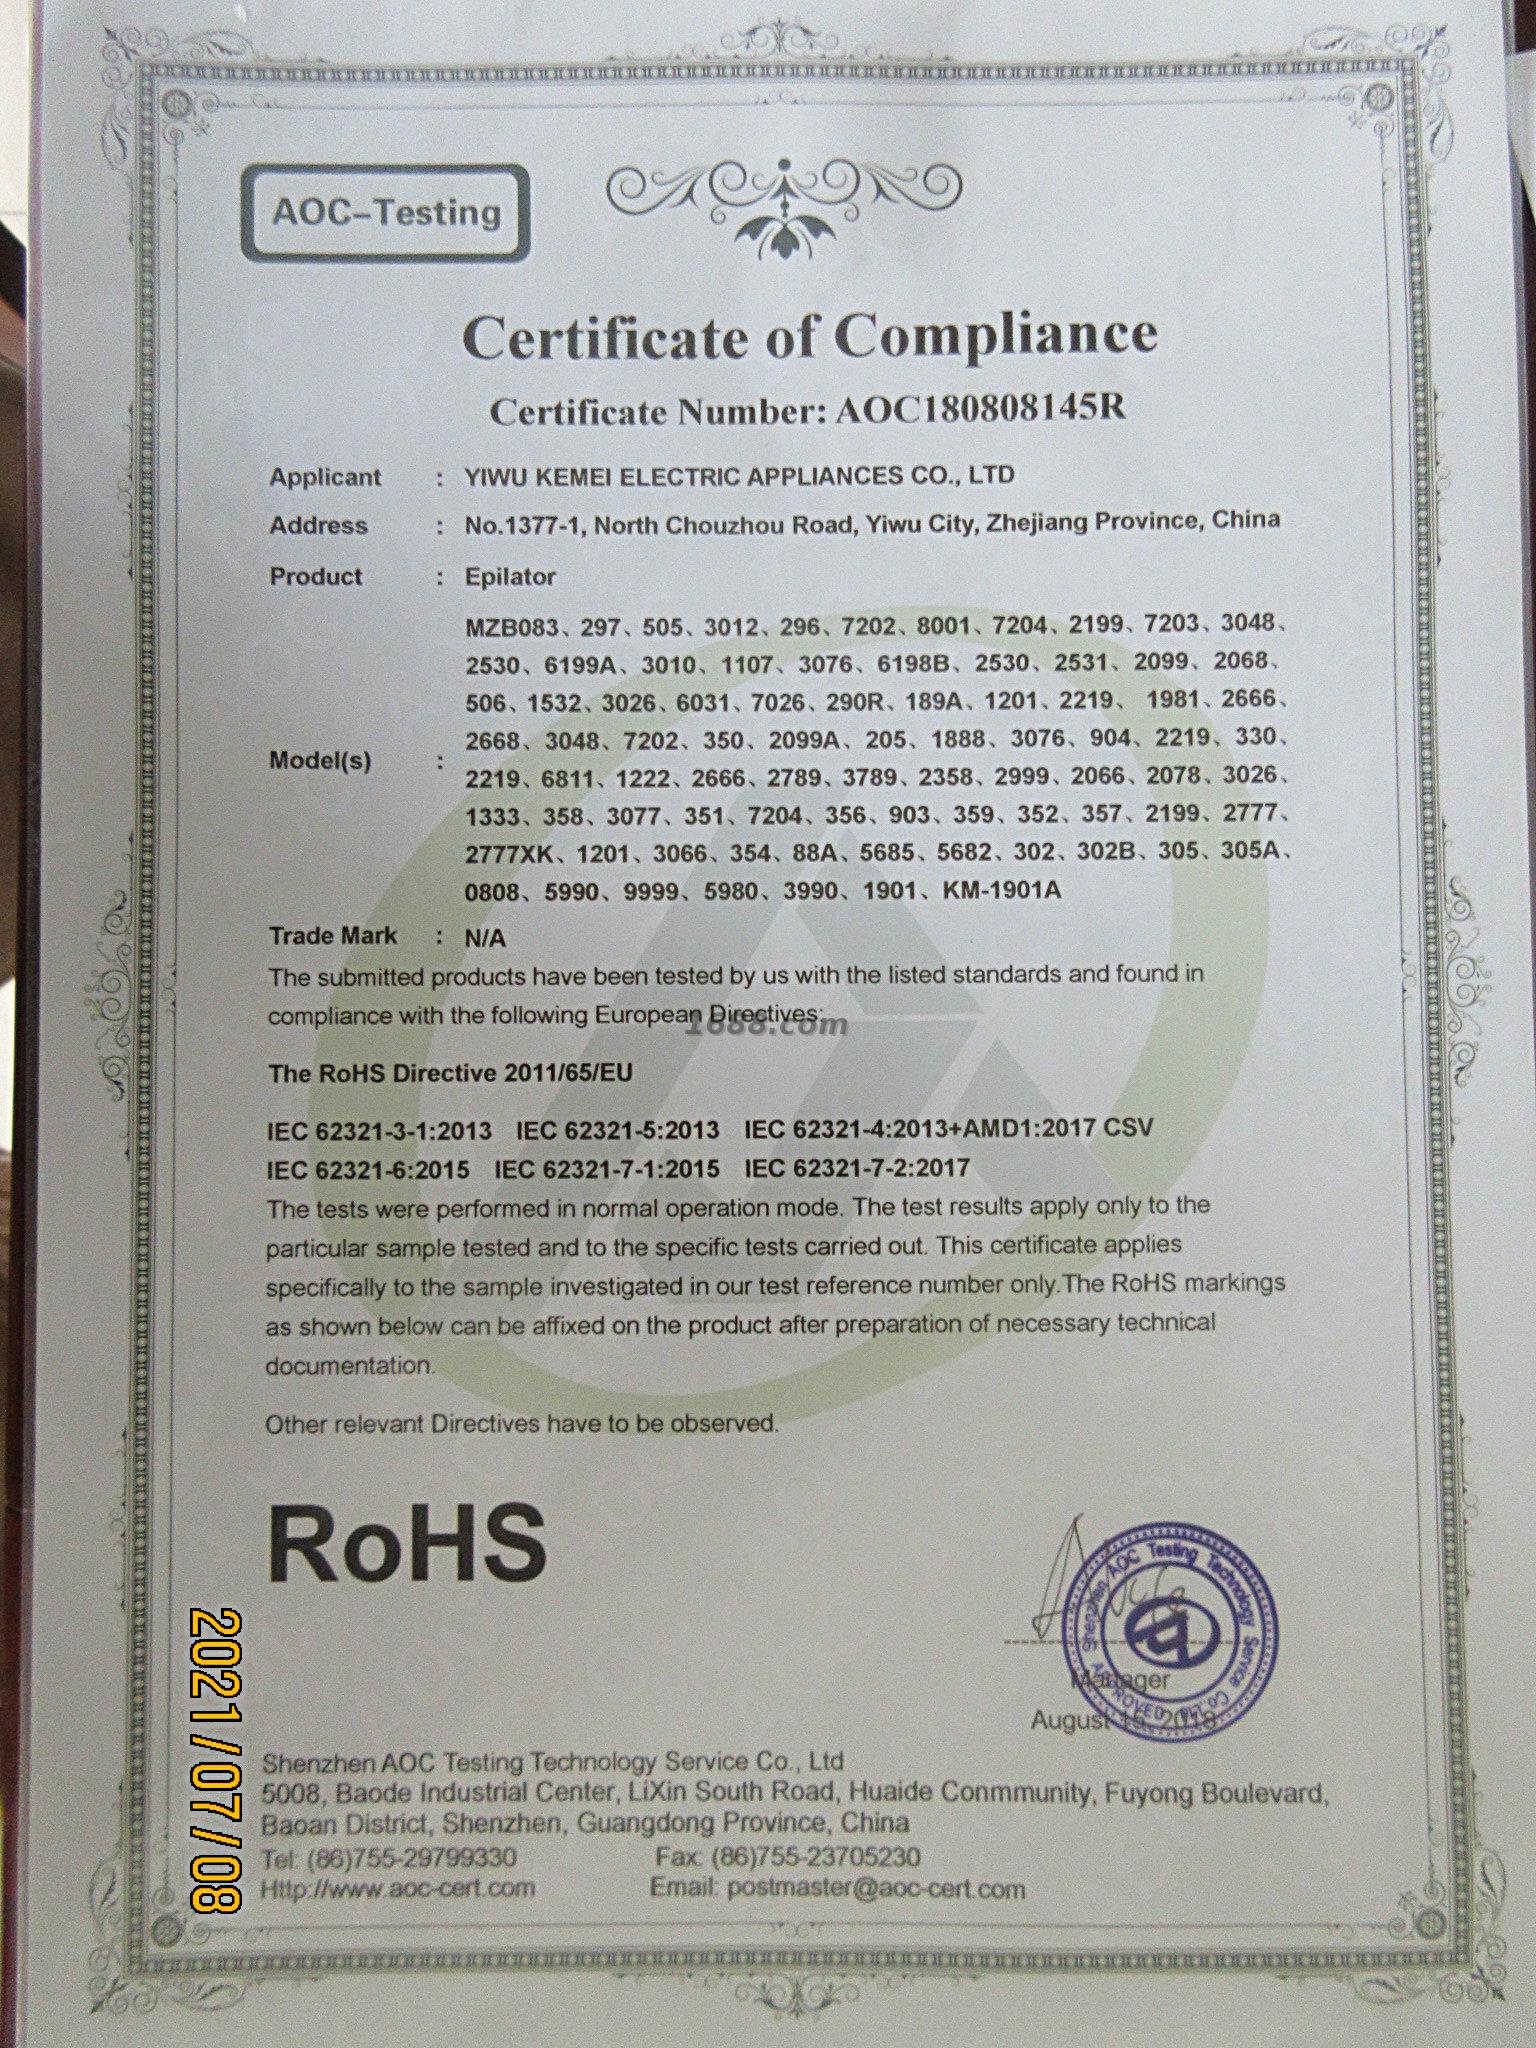 AOC-Testing
Certificate of Compliance
Certificate Number: AOC180808145R
Applicant : YIWU KEMEI ELECTRIC APPLIANCES CO., LTD
Address : No.1377-1, North Chouzhou Road, Yiwu City, Zhejiang Province, China
Product : Epilator
MZB083、297、505、3012、296、7202、8001、7204、2199、7203、3048、
2530、6199A、3010、1107、3076、6198B、2530、2531、2099、2068、
506、1532、3026、6031、7026、290R、189A、1201、2219、 1981、2666、
2668、3048、7202、350、2099A、205、1888、3076、904、2219、330、
Model(s) :
2219、6811、1222、2666、2789、3789、2358、2999、2066、2078、3026、
1333、358、3077、351、7204、356、903、359、352、357、2199、2777、
2777XK、1201、3066、354、88A、5685、5682、302、302B、305、305A、
0808、5990、9999、5980、3990、1901、KM-1901A
Trade Mark : N/A
The submitted products have been tested by us with the listed standards and found in
compliance with the following European Directives:
1688.com
The RoHS Directive 2011/65/EU
IEC 62321-3-1:2013 IEC 62321-5:2013 IEC 62321-4:2013+AMD1:2017 CSV
IEC 62321-6:2015 IEC 62321-7-1:2015 IEC 62321-7-2:2017
The tests were performed in normal operation mode. The test results apply only to the
particular sample tested and to the specific tests carried out. This certificate applies
specifically to the sample investigated in our test reference number only.The RoHS markings
as shown below can be affixed on the product after preparation of necessary technical
documentation.
Other relevant Directives have to be observed.
RoHS
Shenzhen AOC Testing Technology Service Co.,Ltd
APPROVED
Manager
August 15, 2018
2021/07/08
Shenzhen AOC Testing Technology Service Co., Ltd
5008, Baode Industrial Center, LiXin South Road, Huaide Conmmunity, Fuyong Boulevard,
Baoan District, Shenzhen, Guangdong Province, China
Tel: (86)755-29799330 Fax: (86)755-23705230
Http://www.aoc-cert.com Email: postmaster@aoc-cert.com